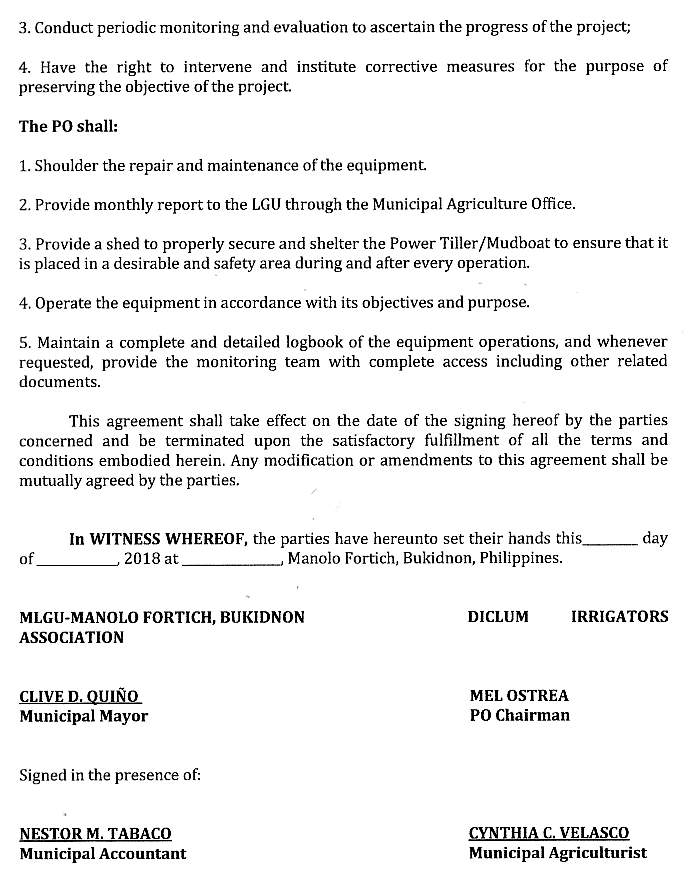 3. Conduct periodic monitoring and evaluation to ascertain the progress of the project;
4. Have the right to intervene and institute corrective measures for the purpose of
preserving the objective of the project.
The PO shall:
1. Shoulder the repair and maintenance of the equipment.
2. Provide monthly report to the LGU through the Municipal Agriculture Office.
3. Provide a shed to properly secure and shelter the Power Tiller/Mudboat to ensure that it
is placed in a desirable and safety area during and after every operation.
4. Operate the equipment in accordance with its objectives and purpose.
5. Maintain a complete and detailed logbook of the equipment operations, and whenever
requested, provide the monitoring team with complete access including other related
documents.
This agreement shall take effect on the date of the signing hereof by the parties
concerned and be terminated upon the satisfactory fulfillment of all the terms and
conditions embodied herein. Any modification or amendments to this agreement shall be
mutually agreed by the parties.
In WITNESS WHEREOF, the parties have hereunto set their hands this_______ day
of __________, 2018 at ____________, Manolo Fortich, Bukidnon, Philippines.
MLGU-MANOLO FORTICH, BUKIDNON DICLUM IRRIGATORS
ASSOCIATION
CLIVE D. QUIÑO MEL OSTREA
Municipal Mayor PO Chairman
Signed in the presence of:
NESTOR M. TABACO CYNTHIA C. VELASCO
Municipal Accountant Municipal Agriculturist